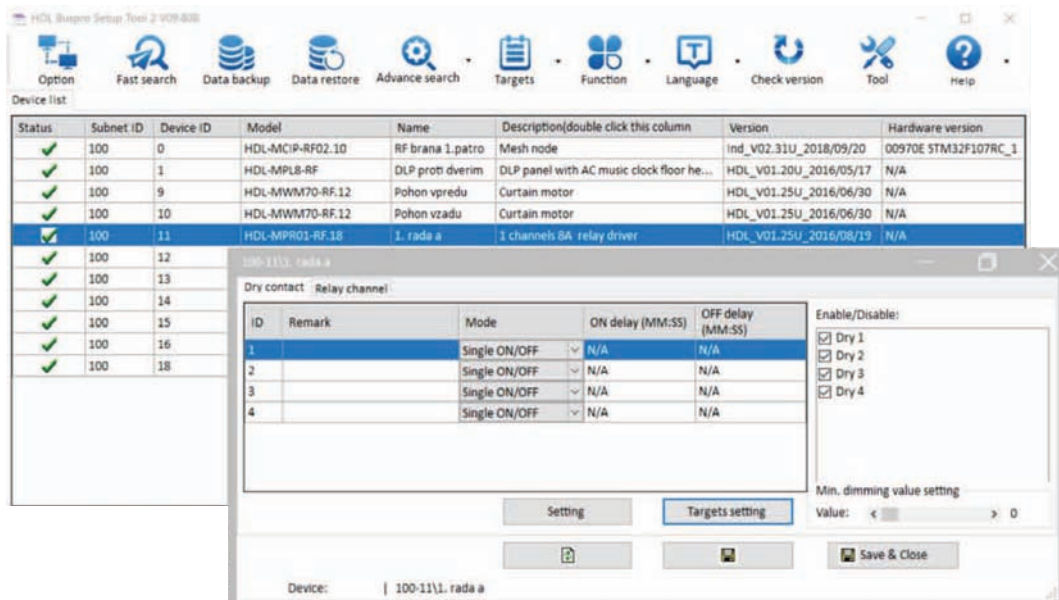 HDL Buspro Setup Tool 2 V09.80B
Option Fast search Data backup Data restore Advance search Targets Function Language Check version Tool Help
Device list
Status Subnet ID Device ID Model Name Description(double click this column Version Hardware version
100 0 HDL-MCIP-RF02.10 RF brana 1.patro Mesh node Ind_V02.31U_2018/09/20 00970E STM32F107RC_1
100 1 HDL-MPL8-RF DLP proti dverim DLP panel with AC music clock floor he... HDL_V01.20U_2016/05/17 N/A
100 9 HDL-MWM70-RF.12 Pohon vpredu Curtain motor HDL_V01.25U_2016/06/30 N/A
100 10 HDL-MWM70-RF.12 Pohon vzadu Curtain motor HDL_V01.25U_2016/06/30 N/A
100 11 HDL-MPR01-RF.18 1. rada a 1 channels 8A relay driver HDL_V01.25U_2016/08/19 N/A
100 12
100 13
100 14
100 15
100 16
100 18
100-11\1. rada a
Dry contact Relay channel
ID Remark Mode ON delay (MM:SS) OFF delay (MM:SS)
1 Single ON/OFF N/A N/A
2 Single ON/OFF N/A N/A
3 Single ON/OFF N/A N/A
4 Single ON/OFF N/A N/A
Enable/Disable:
Dry 1
Dry 2
Dry 3
Dry 4
Min. dimming value setting
Value: 0
Setting Targets setting
Save & Close
Device: 100-11\1. rada a